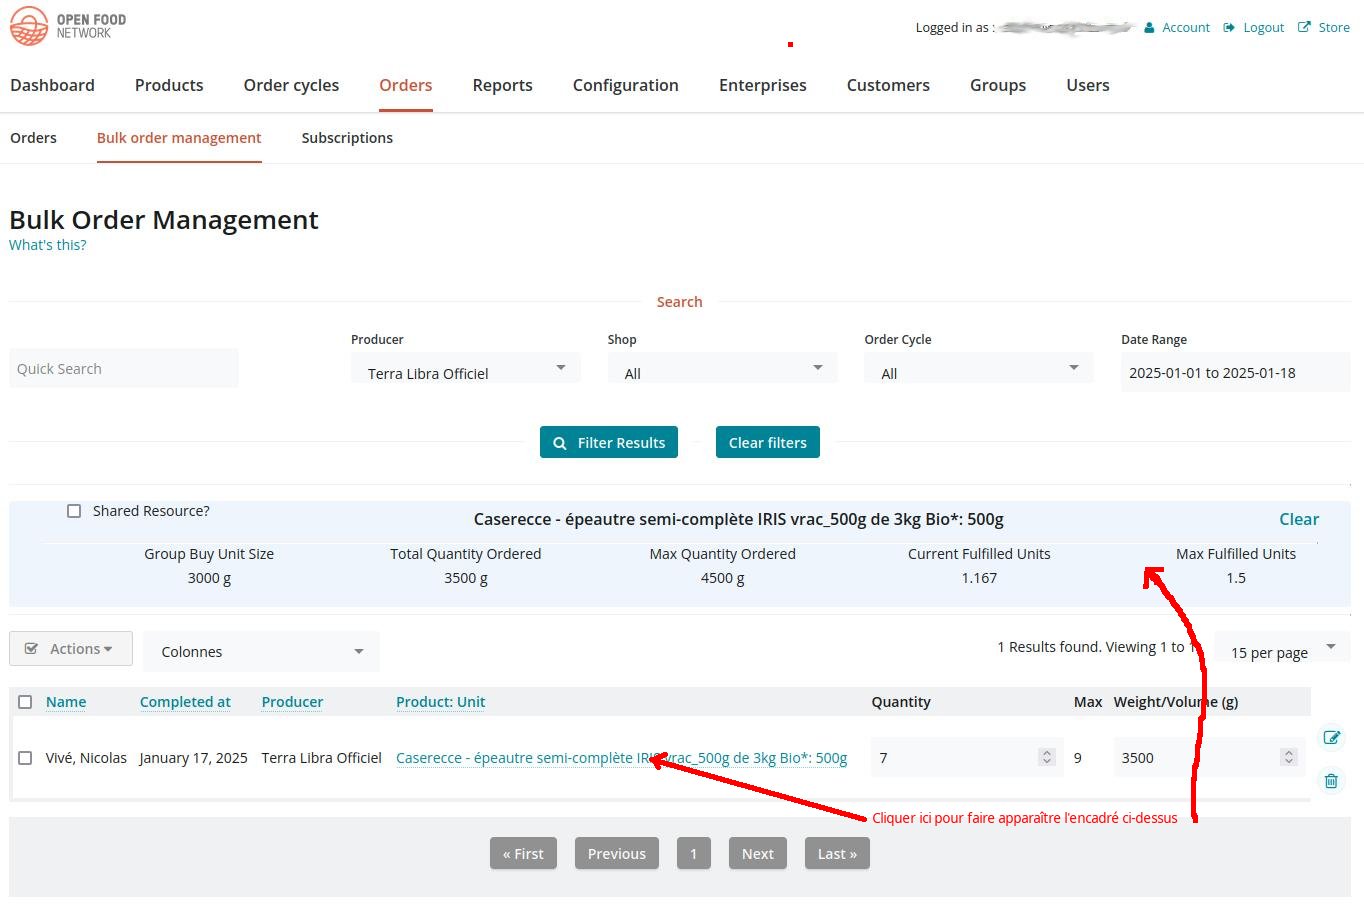 OPEN FOOD
NETWORK
Logged in as :
Account
Logout
Store
Dashboard
Products
Order cycles
Orders
Reports
Configuration
Enterprises
Customers
Groups
Users
Orders
Bulk order management
Subscriptions
Bulk Order Management
What's this?
Search
Quick Search
Producer
Terra Libra Officiel
Shop
All
Order Cycle
All
Date Range
2025-01-01 to 2025-01-18
Filter Results
Clear filters
Shared Resource?
Caserecce - épeautre semi-complète IRIS vrac_500g de 3kg Bio*: 500g
Clear
Group Buy Unit Size
3000 g
Total Quantity Ordered
3500 g
Max Quantity Ordered
4500 g
Current Fulfilled Units
1.167
Max Fulfilled Units
1.5
Actions
Colonnes
1 Results found. Viewing 1 to 1
15 per page
Name
Completed at
Producer
Product: Unit
Quantity
Max
Weight/Volume (g)
Vivé, Nicolas
January 17, 2025
Terra Libra Officiel
Caserecce - épeautre semi-complète IRIS vrac_500g de 3kg Bio*: 500g
7
9
3500
Cliquer ici pour faire apparaître l'encadré ci-dessus
« First
Previous
1
Next
Last »